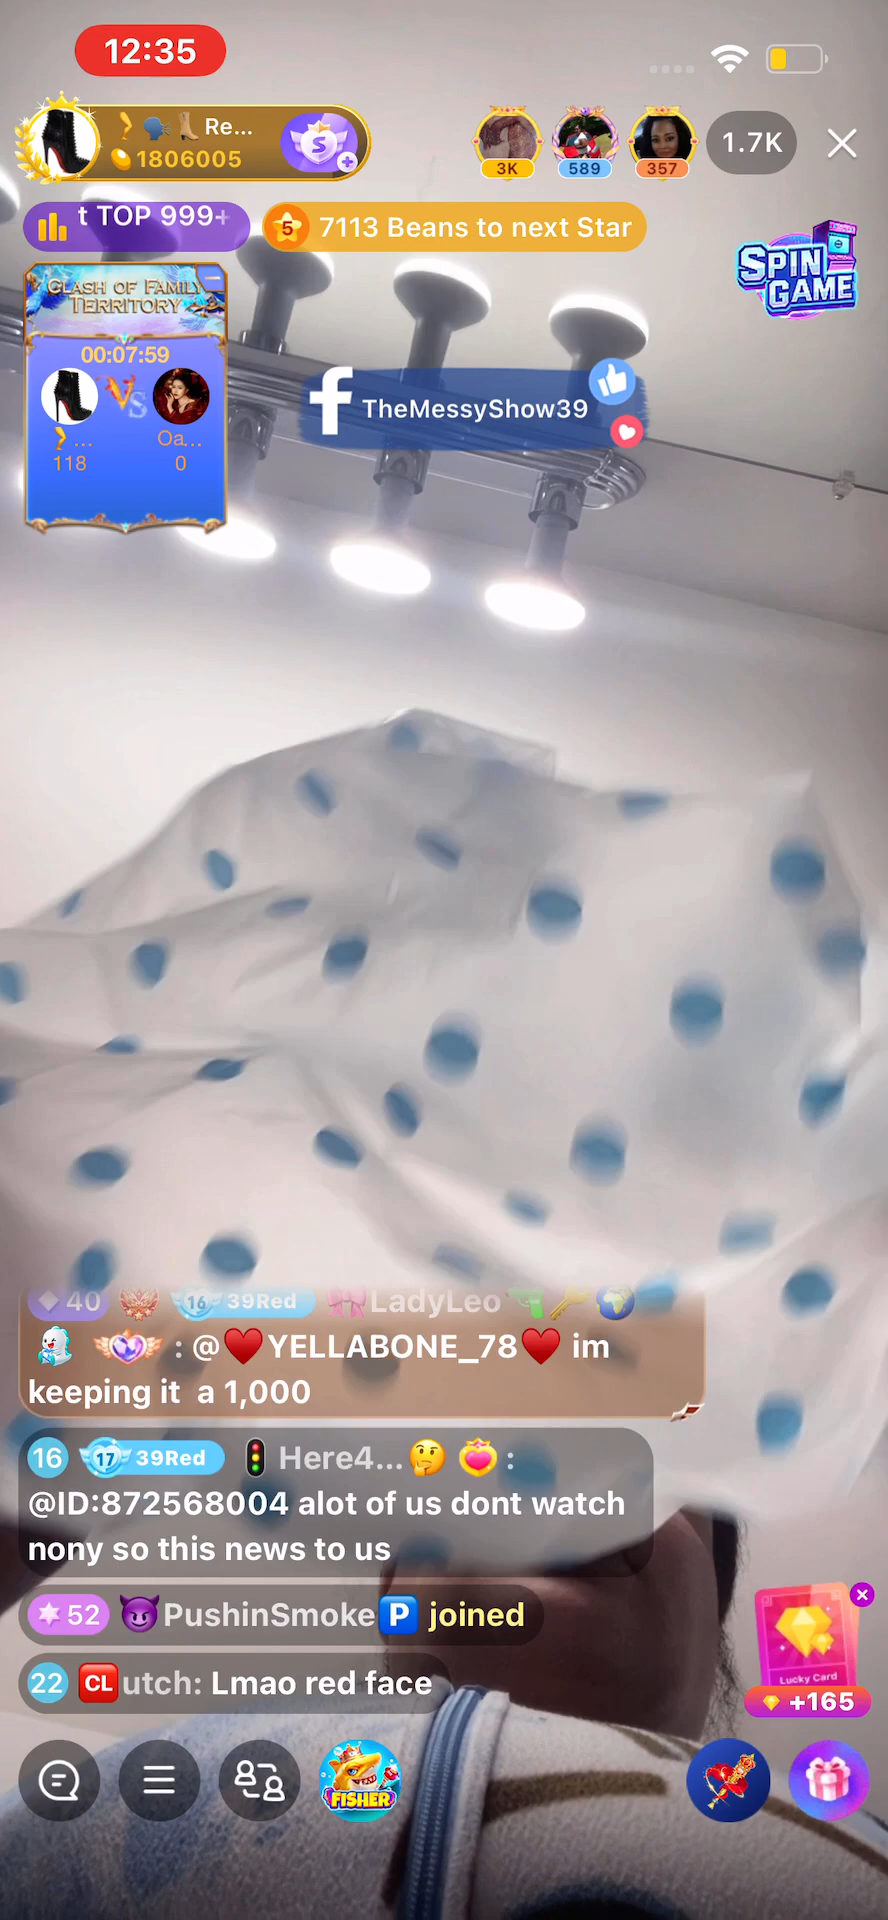 12:35
Re...
1806005
S
3K
589
357
1.7K
t TOP 999+
5
7113 Beans to next Star
SPIN
GAME
CLASH OF FAMILY
TERRITORY
00:07:59
VS
...
Oa...
118
0
TheMessyShow39
40
16
39Red
LadyLeo
: @❤️YELLABONE_78❤️ im
keeping it a 1,000
16
17
39Red
Here4...🤔
:
@ID:872568004 alot of us dont watch
nony so this news to us
52
😈PushinSmoke🅿️ joined
22
CL utch: Lmao red face
Lucky Card
+165
FISHER